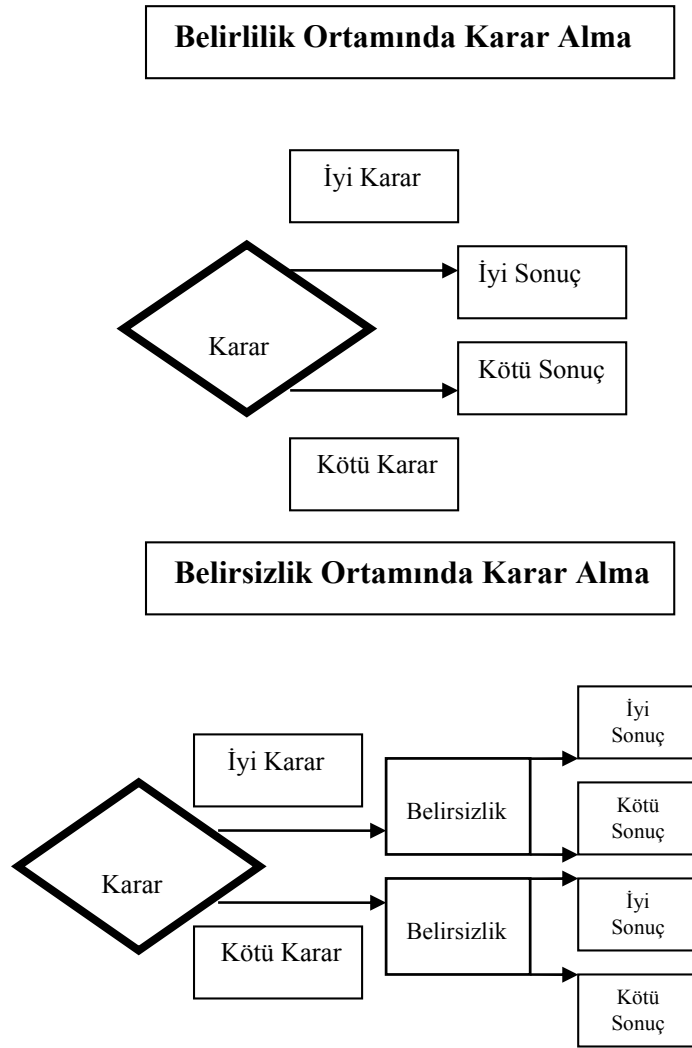 Belirlilik Ortamında Karar Alma
İyi Karar
İyi Sonuç
Karar
Kötü Sonuç
Kötü Karar
Belirsizlik Ortamında Karar Alma
İyi
Sonuç
İyi Karar
Belirsizlik
Kötü
Sonuç
Karar
İyi
Sonuç
Belirsizlik
Kötü Karar
Kötü
Sonuç